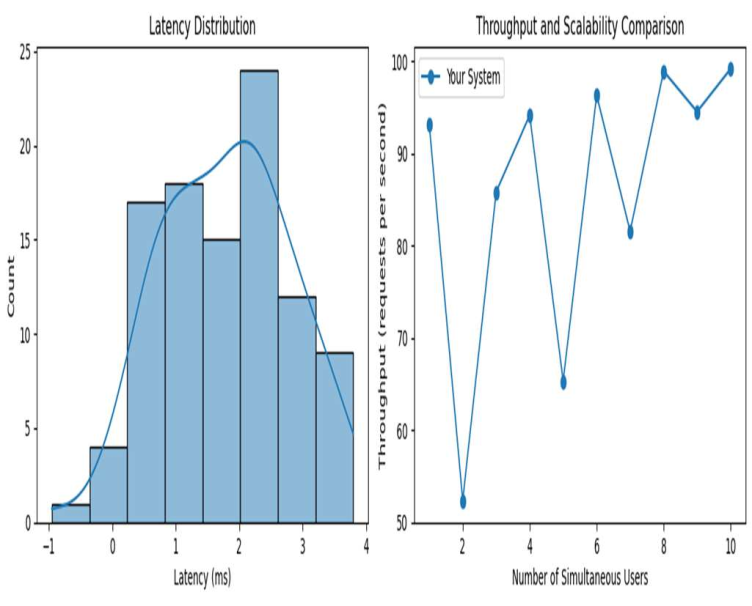 Latency Distribution
25
20
15
10
5
0
Count
−1 0 1 2 3 4
Latency (ms)
Throughput and Scalability Comparison
Your System
100
90
80
70
60
50
Throughput (requests per second)
2 4 6 8 10
Number of Simultaneous Users